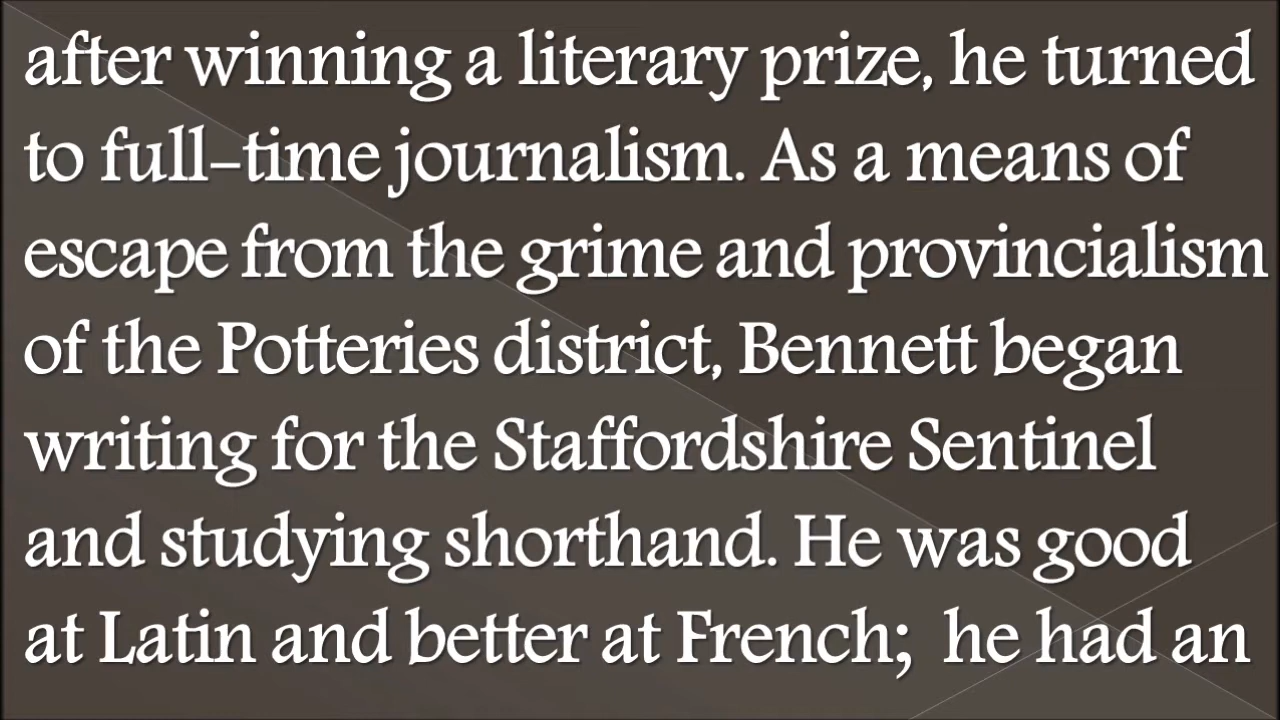 after winning a literary prize, he turned
to full-time journalism. As a means of
escape from the grime and provincialism
of the Potteries district, Bennett began
writing for the Staffordshire Sentinel
and studying shorthand. He was good
at Latin and better at French;  he had an